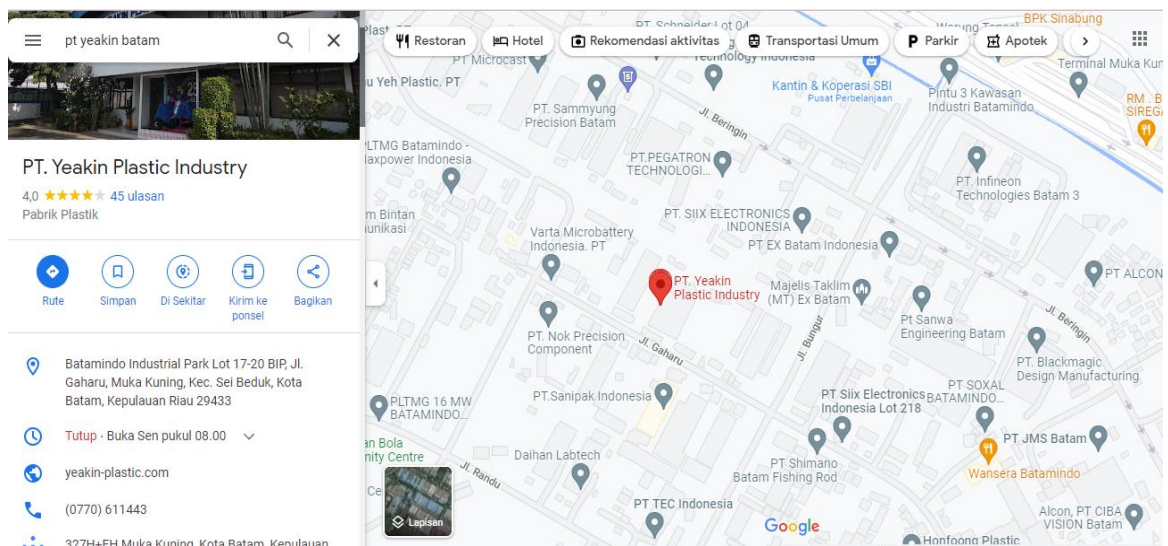 pt yeakin batam
PT. Yeakin Plastic Industry
4,0
45 ulasan
Pabrik Plastik
Rute
Simpan
Di Sekitar
Kirim ke
ponsel
Bagikan
Batamindo Industrial Park Lot 17-20 BIP, Jl.
Gaharu, Muka Kuning, Kec. Sei Beduk, Kota
Batam, Kepulauan Riau 29433
Tutup · Buka Sen pukul 08.00
yeakin-plastic.com
(0770) 611443
327H+FH Muka Kuning, Kota Batam, Kepulauan
Restoran
Hotel
Rekomendasi aktivitas
Transportasi Umum
Parkir
Apotek
BPK Sinabung
PT. Schneider Lot 04
Technology Indonesia
PT Microcast
Terminal Muka Kun
u Yeh Plastic. PT
Kantin & Koperasi SBI
Pusat Perbelanjaan
Pintu 3 Kawasan
Industri Batamindo
RM . B
SIREGA
PT. Sammyung
Precision Batam
Jl. Beringin
PLTMG Batamindo -
Maxpower Indonesia
PT.PEGATRON
TECHNOLOGI...
PT. Infineon
Technologies Batam 3
m Bintan
unikasi
PT. SIIX ELECTRONICS
INDONESIA
Varta Microbattery
Indonesia. PT
PT EX Batam Indonesia
PT ALCON
PT. Yeakin
Plastic Industry
Majelis Taklim
(MT) Ex Batam
Jl. Beringin
PT. Nok Precision
Component
Jl. Gaharu
Jl. Bungur
Pt Sanwa
Engineering Batam
PT. Blackmagic
Design Manufacturing
PLTMG 16 MW
BATAMINDO...
PT.Sanipak Indonesia
PT Siix Electronics
Indonesia Lot 218
PT SOXAL
BATAMINDO...
an Bola
nity Centre
Jl. Randu
Daihan Labtech
PT Shimano
Batam Fishing Rod
PT JMS Batam
Wansera Batamindo
Ce
Lapisan
PT TEC Indonesia
Google
Alcon, PT CIBA
VISION Batam
Honfoong Plastic